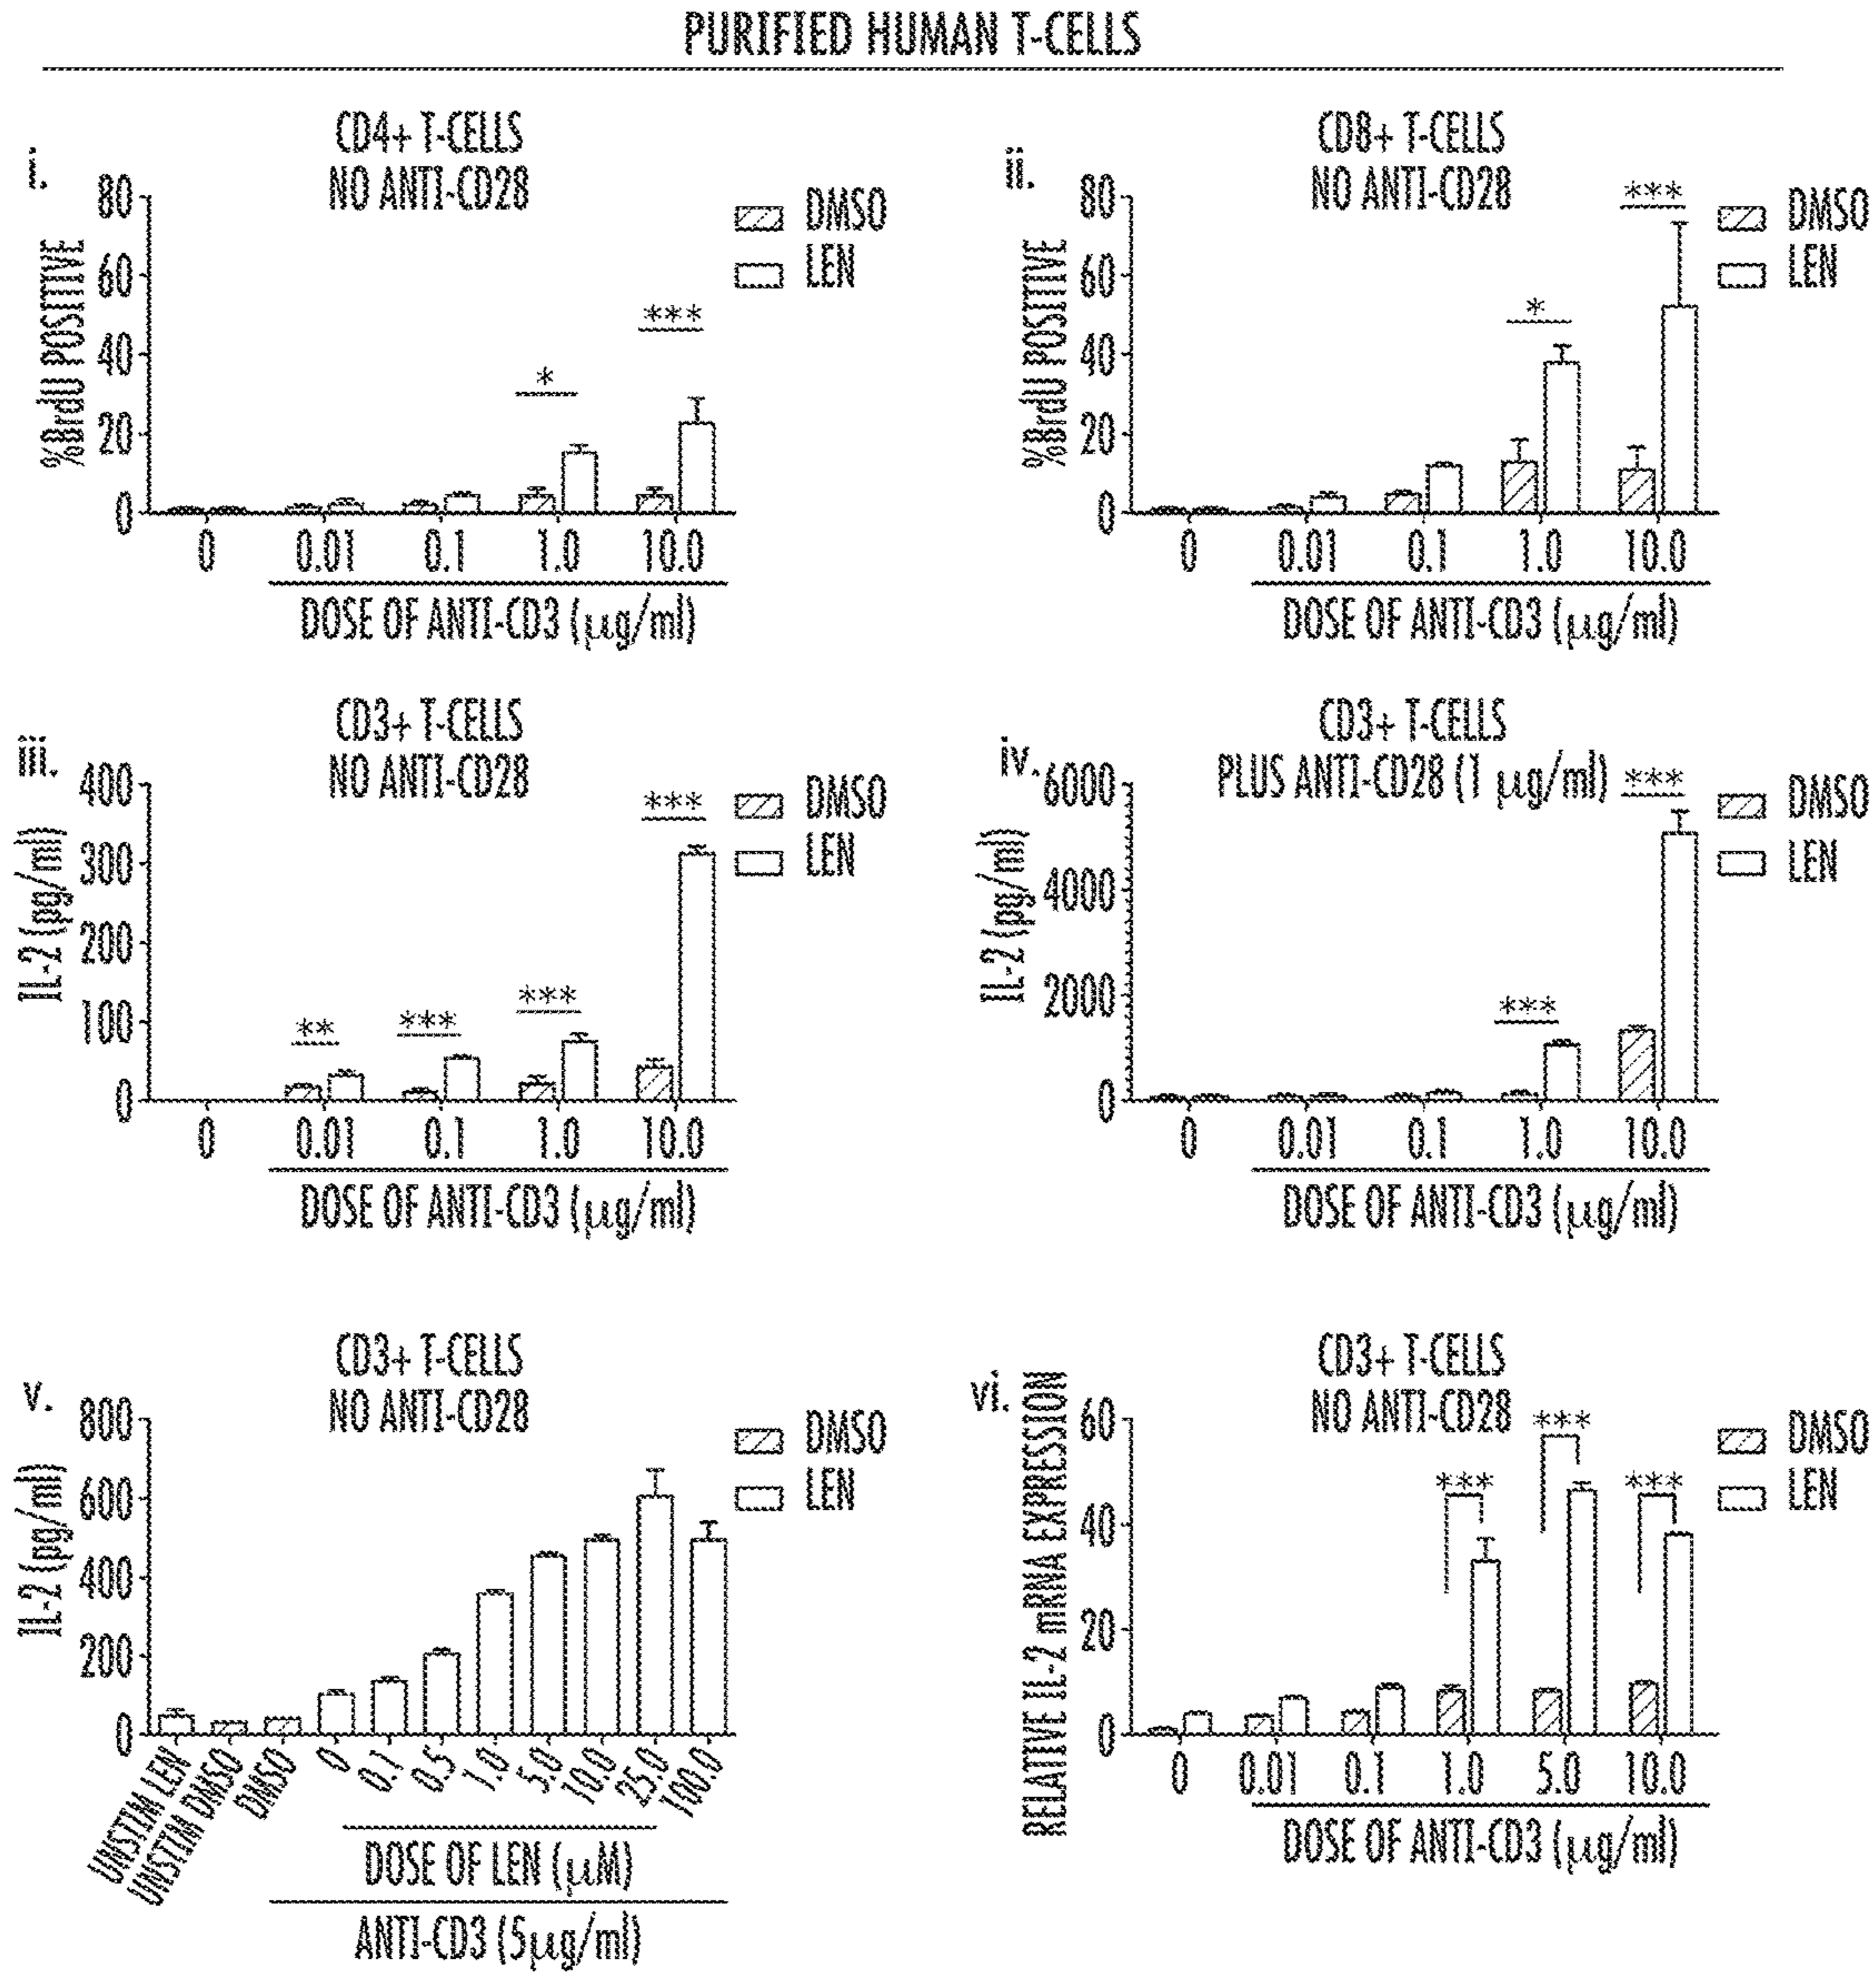 PURIFIED HUMAN T-CELLS
i.
CD4+ T-CELLS
NO ANTI-CD28
%BrdU POSITIVE
80
60
40
20
0
*
***
DMSO
LEN
0 0.01 0.1 1.0 10.0
DOSE OF ANTI-CD3 (µg/ml)
ii.
CD8+ T-CELLS
NO ANTI-CD28
%BrdU POSITIVE
80
60
40
20
0
*
***
DMSO
LEN
0 0.01 0.1 1.0 10.0
DOSE OF ANTI-CD3 (µg/ml)
iii.
CD3+ T-CELLS
NO ANTI-CD28
IL-2 (pg/ml)
400
300
200
100
0
** *** *** ***
DMSO
LEN
0 0.01 0.1 1.0 10.0
DOSE OF ANTI-CD3 (µg/ml)
iv.
CD3+ T-CELLS
PLUS ANTI-CD28 (1 µg/ml)
IL-2 (pg/ml)
6000
4000
2000
0
*** ***
DMSO
LEN
0 0.01 0.1 1.0 10.0
DOSE OF ANTI-CD3 (µg/ml)
v.
CD3+ T-CELLS
NO ANTI-CD28
IL-2 (pg/ml)
800
600
400
200
0
DMSO
LEN
UNSTIM LEN
UNSTIM DMSO
DMSO
0 0.1 0.5 1.0 5.0 10.0 25.0 100.0
DOSE OF LEN (µM)
ANTI-CD3 (5µg/ml)
vi.
CD3+ T-CELLS
NO ANTI-CD28
RELATIVE IL-2 mRNA EXPRESSION
60
40
20
0
*** *** ***
DMSO
LEN
0 0.01 0.1 1.0 5.0 10.0
DOSE OF ANTI-CD3 (µg/ml)